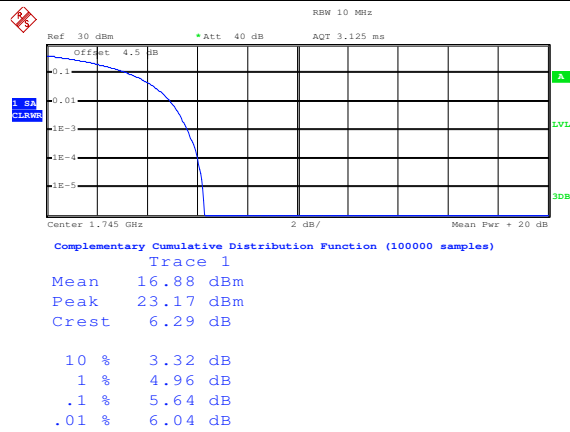 RBW 10 MHz
Ref 30 dBm *Att 40 dB AQT 3.125 ms
Offset 4.5 dB
0.1
A
0.01
1 SA
CLRWR
1E-3
LVL
1E-4
1E-5
3DB
Center 1.745 GHz 2 dB/ Mean Pwr + 20 dB
Complementary Cumulative Distribution Function (100000 samples)
Trace 1
Mean 16.88 dBm
Peak 23.17 dBm
Crest 6.29 dB
10 % 3.32 dB
1 % 4.96 dB
.1 % 5.64 dB
.01 % 6.04 dB